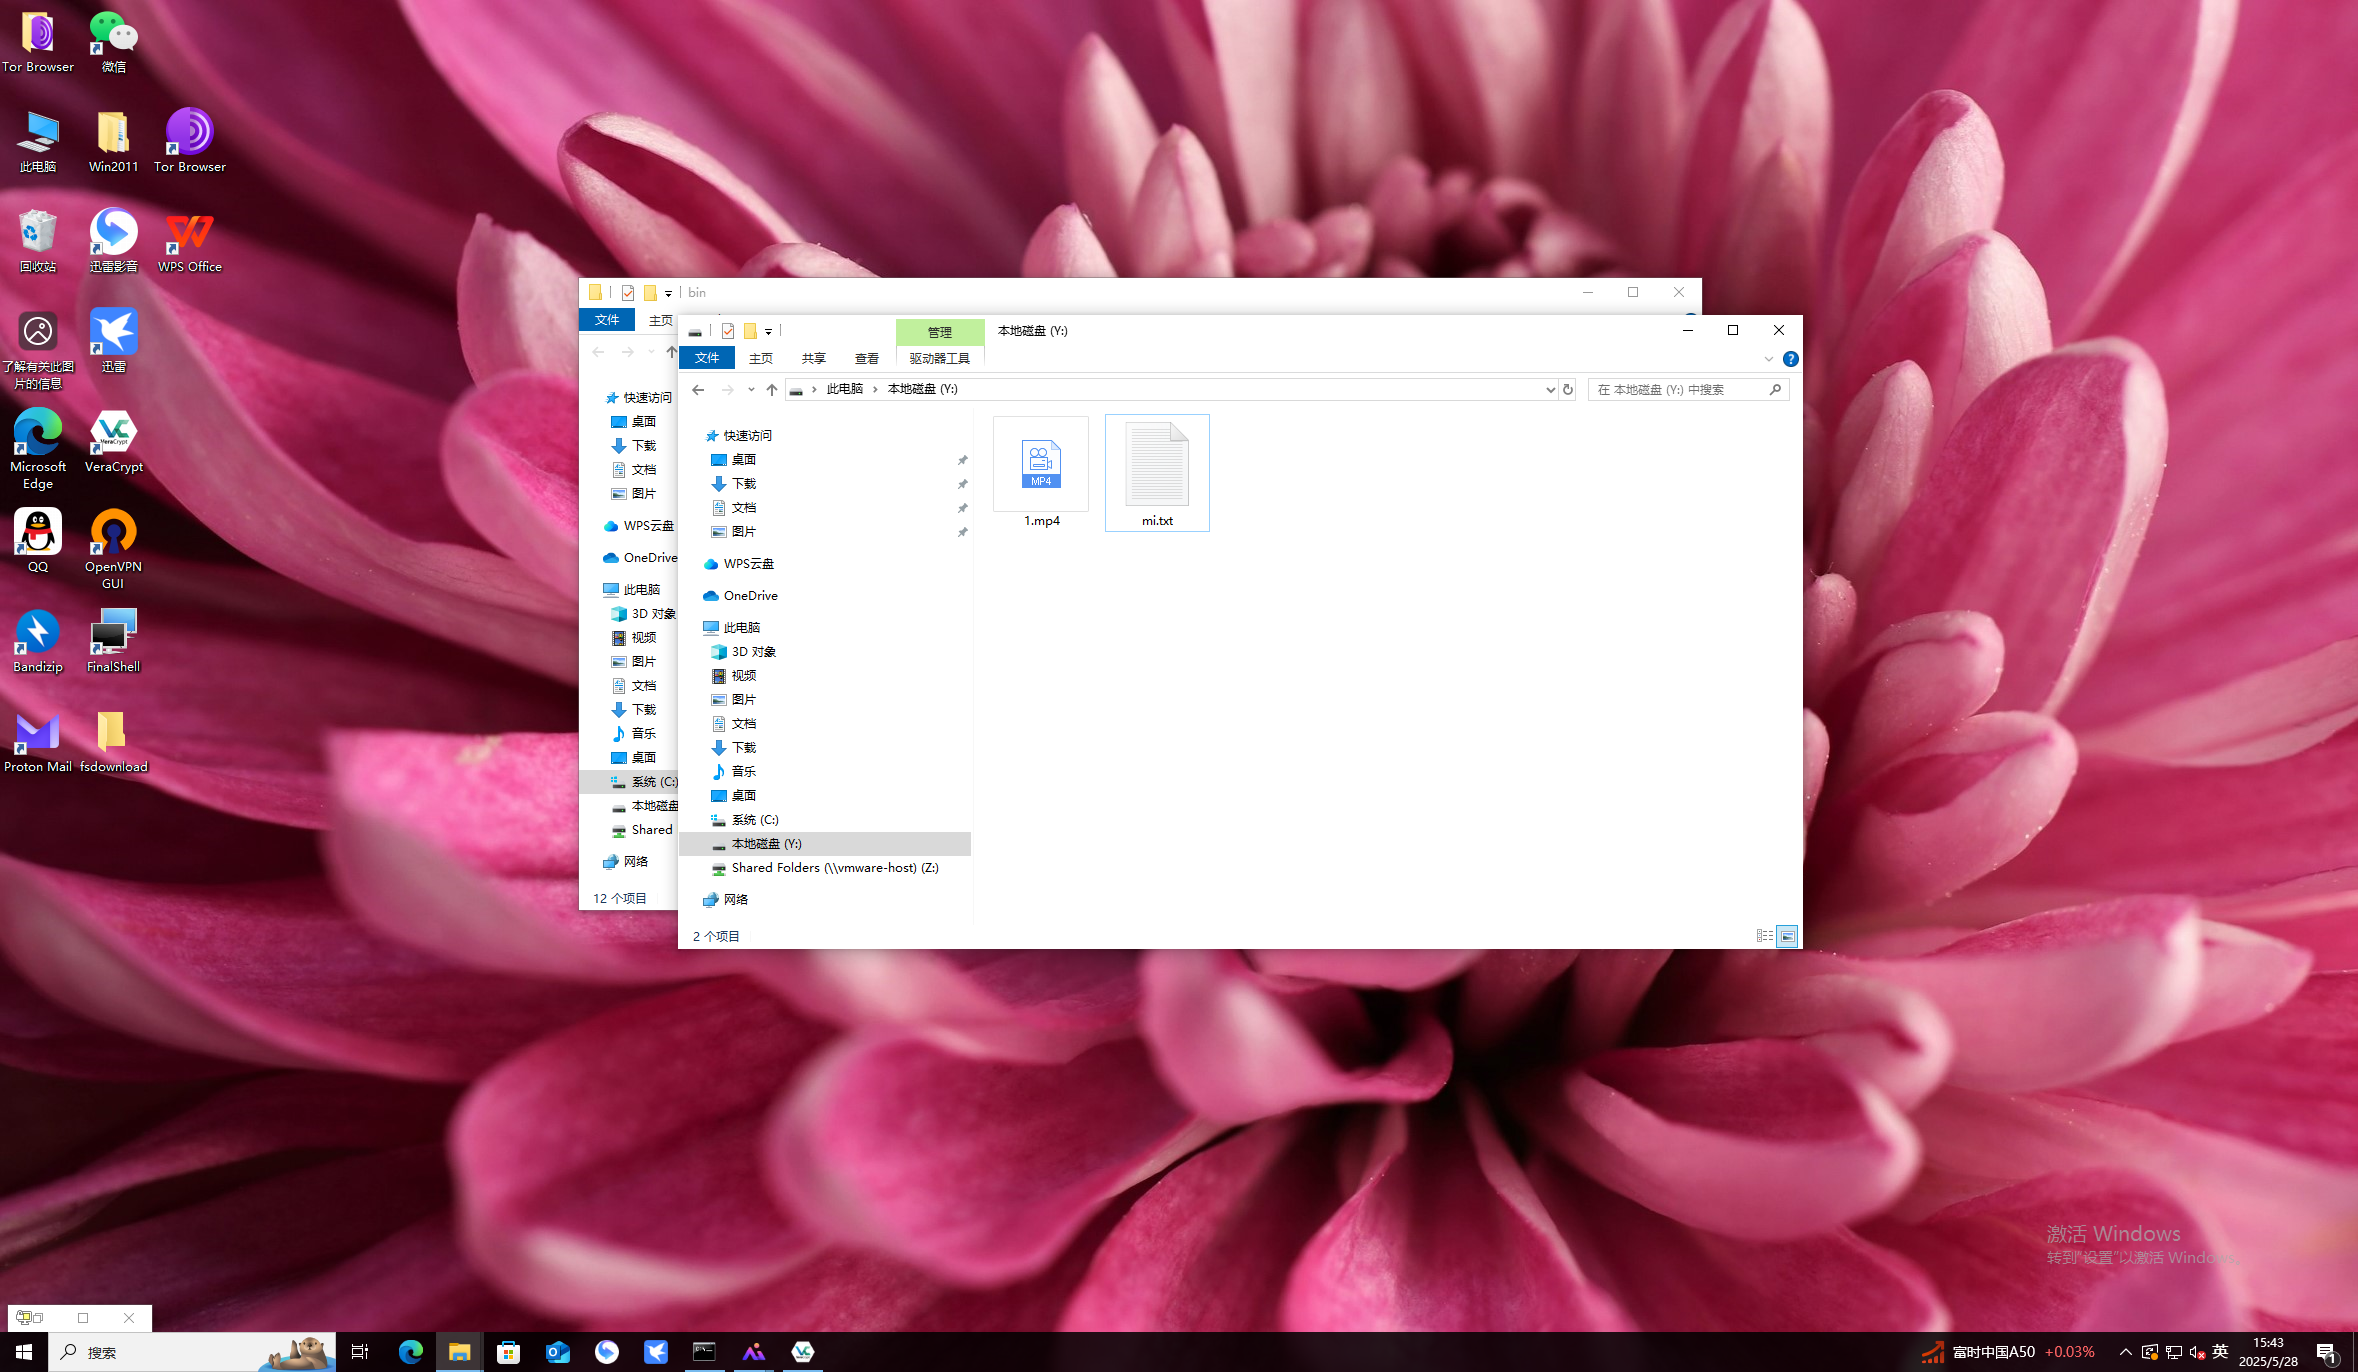 Tor Browser
微信
此电脑
Win2011
Tor Browser
回收站
迅雷影音
WPS Office
了解有关此图
片的信息
迅雷
Microsoft
Edge
VeraCrypt
VeraCrypt
QQ
OpenVPN
GUI
Bandizip
FinalShell
Proton Mail
fsdownload
bin
文件
主页
快速访问
桌面
下载
文档
图片
WPS云盘
OneDrive
此电脑
3D 对象
视频
图片
文档
下载
音乐
桌面
系统 (C:)
本地磁盘
Shared
网络
12 个项目
管理
本地磁盘 (Y:)
文件
主页
共享
查看
驱动器工具
此电脑
本地磁盘 (Y:)
在 本地磁盘 (Y:) 中搜索
快速访问
桌面
下载
文档
图片
WPS云盘
OneDrive
此电脑
3D 对象
视频
图片
文档
下载
音乐
桌面
系统 (C:)
本地磁盘 (Y:)
Shared Folders (\\vmware-host) (Z:)
网络
MP4
1.mp4
mi.txt
2 个项目
激活 Windows
转到"设置"以激活 Windows。
搜索
富时中国A50 +0.03%
英
15:43
2025/5/28
1